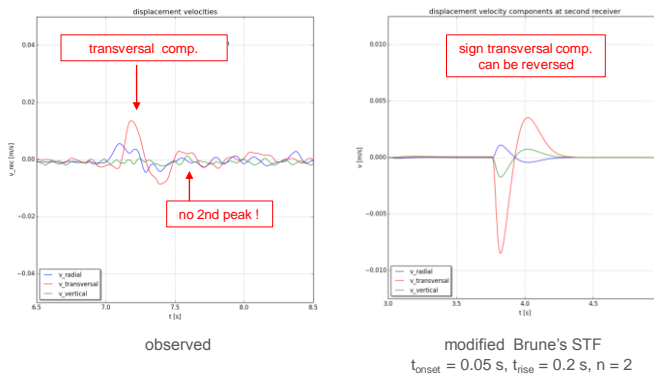 displacement velocities
transversal comp.
no 2nd peak !
v_rec [m/s]
0.04
0.02
0.00
−0.02
−0.04
v_radial
v_transversal
v_vertical
6.5
7.0
7.5
8.0
8.5
t [s]
observed
displacement velocity components at second receiver
sign transversal comp.
can be reversed
v [m/s]
0.010
0.005
0.000
−0.005
−0.010
v_radial
v_transversal
v_vertical
3.0
3.5
4.0
4.5
t [s]
modified Brune's STF
tonset = 0.05 s, trise = 0.2 s, n = 2